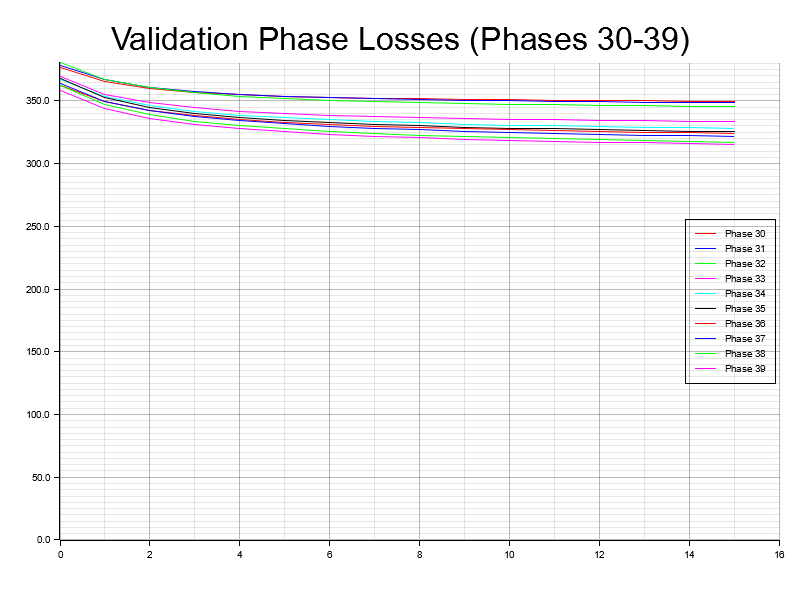 Validation Phase Losses (Phases 30-39)
350.0
300.0
250.0
200.0
150.0
100.0
50.0
0.0
0 2 4 6 8 10 12 14 16
Phase 30
Phase 31
Phase 32
Phase 33
Phase 34
Phase 35
Phase 36
Phase 37
Phase 38
Phase 39